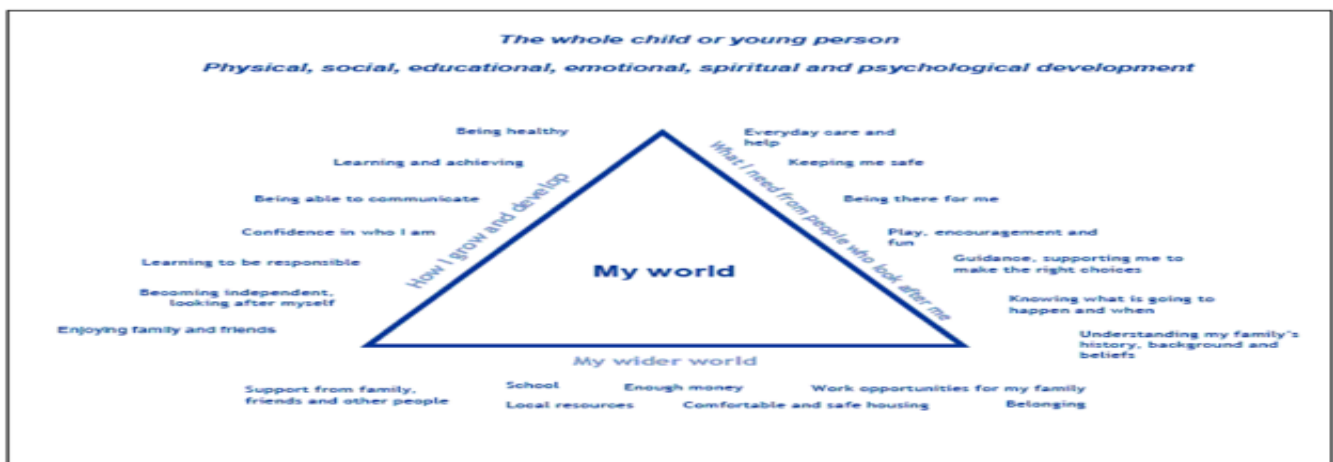 The whole child or young person
Physical, social, educational, emotional, spiritual and psychological development
Being healthy
Learning and achieving
Being able to communicate
Confidence in who I am
Learning to be responsible
Becoming independent,
looking after myself
Enjoying family and friends
How I grow and develop
My world
What I need from people who look after me
Everyday care and
help
Keeping me safe
Being there for me
Play, encouragement and
fun
Guidance, supporting me to
make the right choices
Knowing what is going to
happen and when
Understanding my family's
history, background and
beliefs
My wider world
Support from family,
friends and other people
School
Enough money
Work opportunities for my family
Local resources
Comfortable and safe housing
Belonging